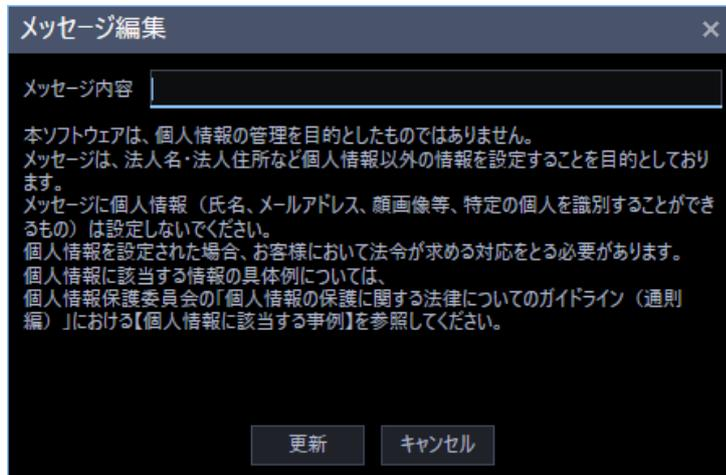 メッセージ編集
×
メッセージ内容
本ソフトウェアは、個人情報の管理を目的としたものではありません。
メッセージは、法人名・法人住所など個人情報以外の情報を設定することを目的としており
ます。
メッセージに個人情報（氏名、メールアドレス、顔画像等、特定の個人を識別することができ
るもの）は設定しないでください。
個人情報を設定された場合、お客様において法令が求める対応をとる必要があります。
個人情報に該当する情報の具体例については、
個人情報保護委員会の「個人情報の保護に関する法律についてのガイドライン（通則
編）」における【個人情報に該当する事例】を参照してください。
更新 キャンセル